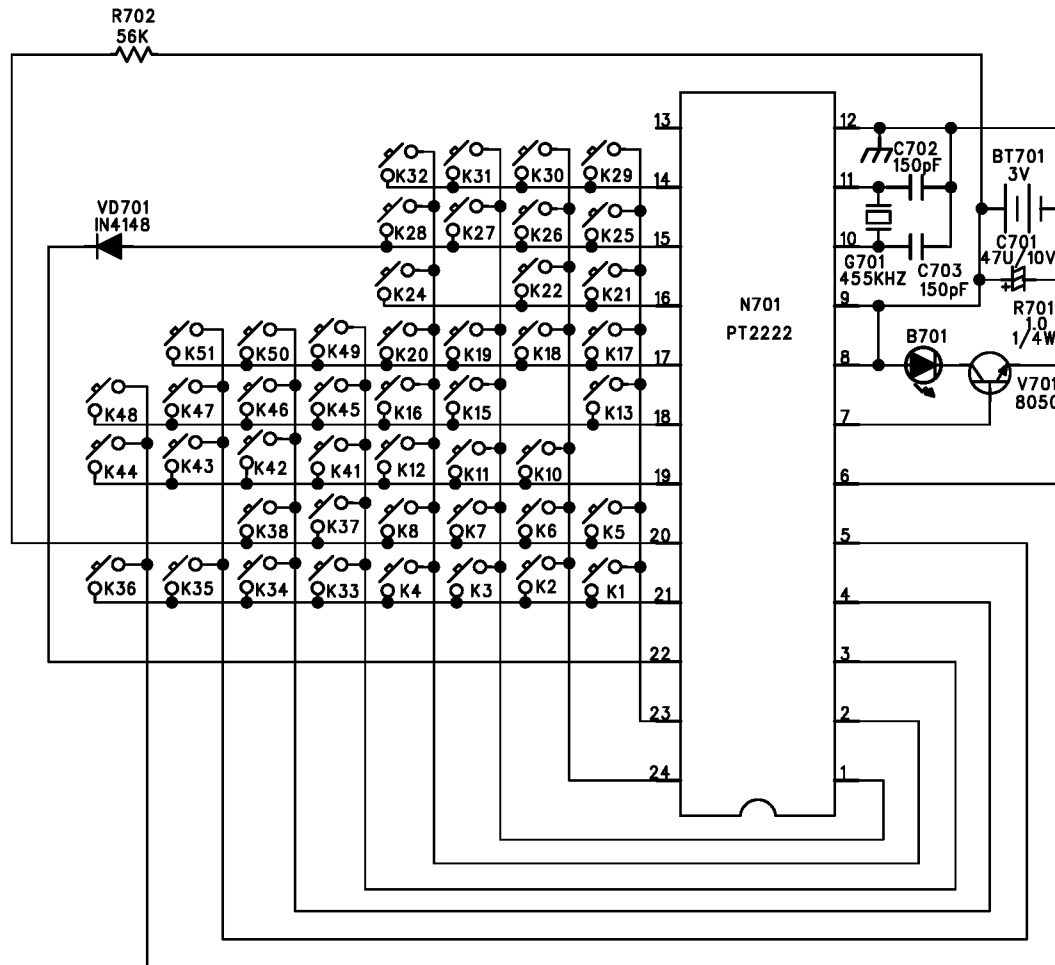 R702
56K
13
12
C702
150pF
BT701
3V
K32 K31 K30 K29
14
11
VD701
IN4148
K28 K27 K26 K25
15
10
G701
455KHZ
C703
150pF
C701
47U/10V
+
K24 K22 K21
16
9
N701
PT2222
R701
1.0
1/4W
K51 K50 K49 K20 K19 K18 K17
17
8
B701
V701
8050
K48 K47 K46 K45 K16 K15 K13
18
7
K44 K43 K42 K41 K12 K11 K10
19
6
K38 K37 K8 K7 K6 K5
20
5
K36 K35 K34 K33 K4 K3 K2 K1
21
4
22
3
23
2
24
1